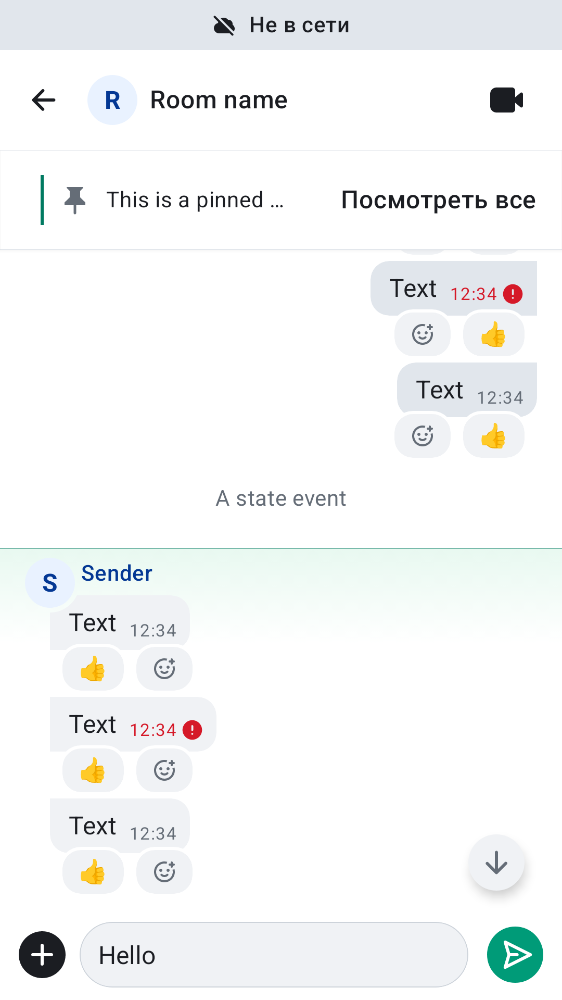 Не в сети
R Room name
This is a pinned … Посмотреть все
Text 12:34
Text 12:34
A state event
S Sender
Text 12:34
Text 12:34
Text 12:34
Hello